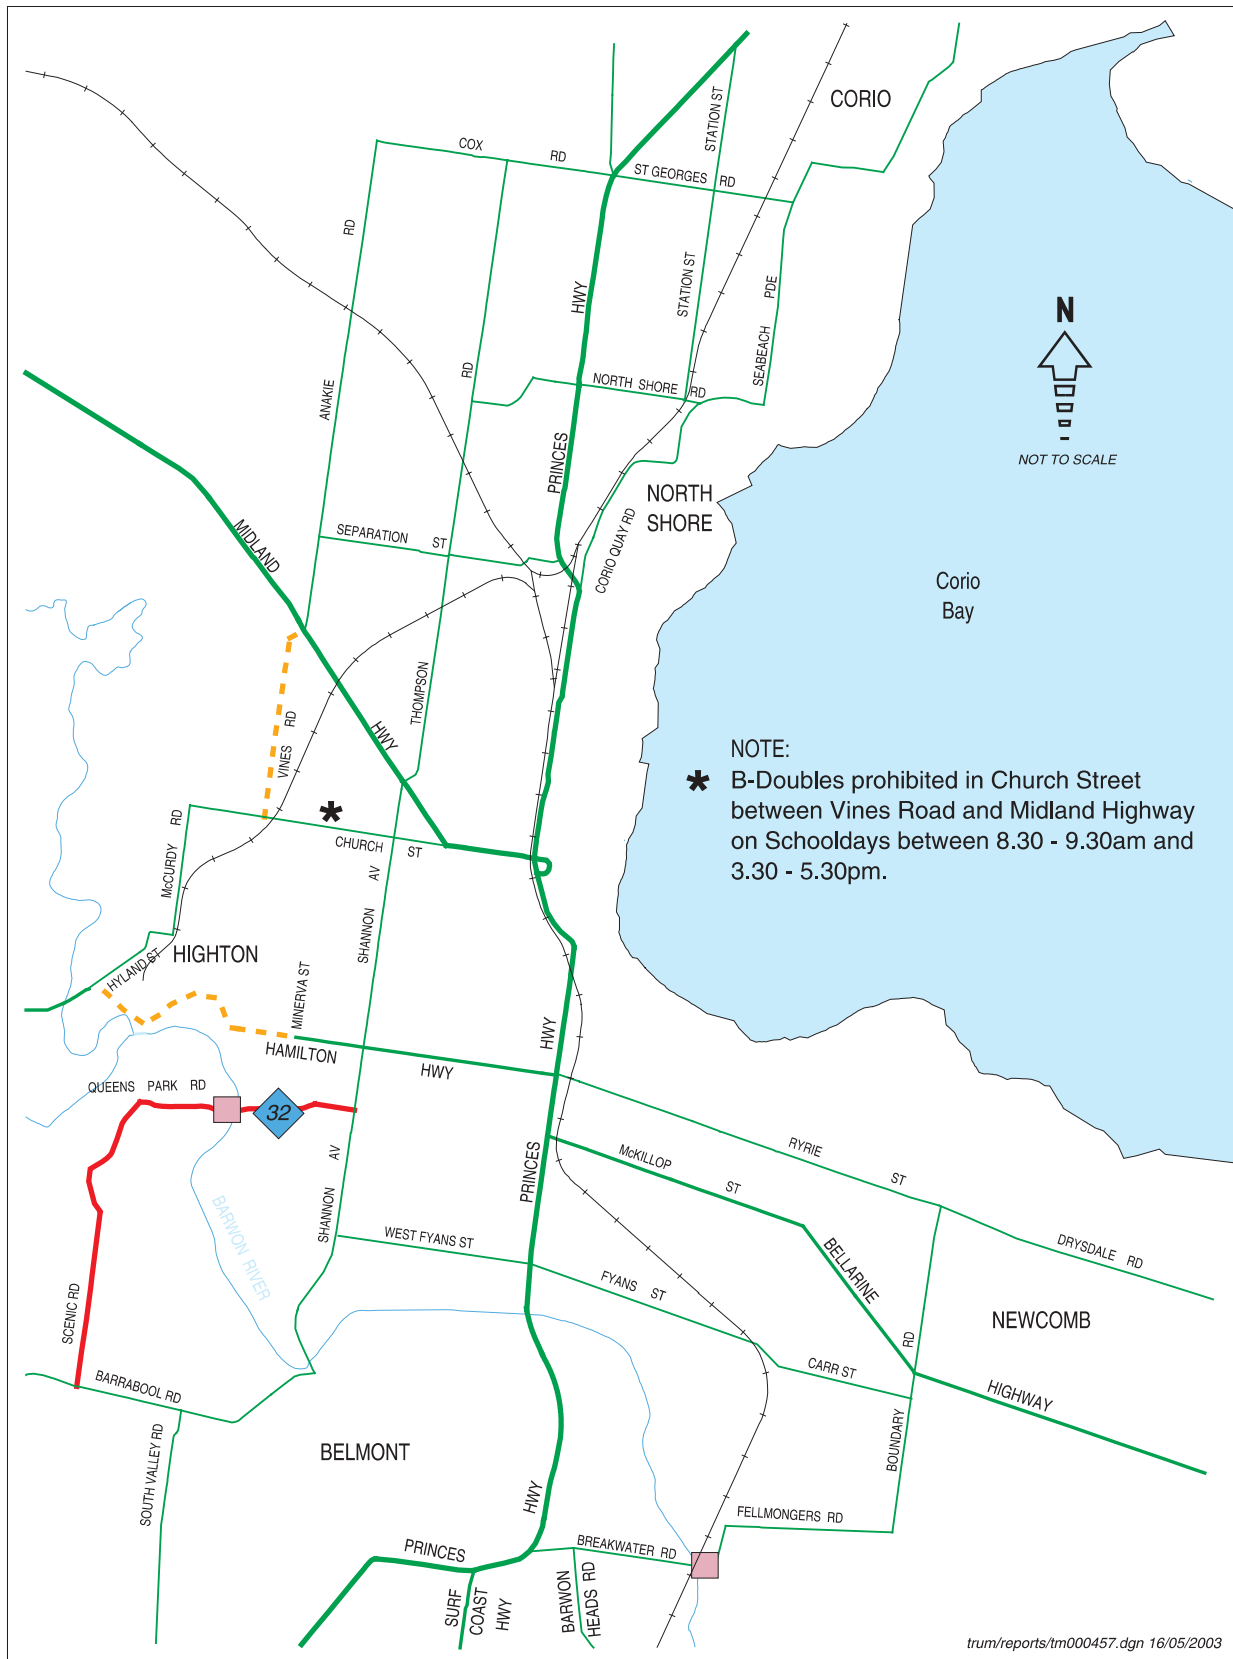 CORIO
STATION ST
COX RD
ST GEORGES RD
RD
HWY
STATION ST
SEABEACH PDE
N
NOT TO SCALE
ANAKIE
RD
NORTH SHORE RD
PRINCES
NORTH
SHORE
MIDLAND
SEPARATION ST
CORIO QUAY RD
Corio
Bay
THOMPSON
HWY
VINES RD
NOTE:
* B-Doubles prohibited in Church Street
between Vines Road and Midland Highway
on Schooldays between 8.30 - 9.30am and
3.30 - 5.30pm.
*
McCURDY RD
CHURCH ST
SHANNON AV
HIGHTON
HYLAND ST
MINERVA ST
HAMILTON
HWY
HWY
QUEENS PARK RD
32
RYRIE ST
McKILLOP ST
PRINCES
SHANNON AV
BARWON RIVER
WEST FYANS ST
FYANS ST
DRYSDALE RD
BELLARINE
NEWCOMB
SCENIC RD
BARRABOOL RD
CARR ST
RD
HIGHWAY
BOUNDARY
SOUTH VALLEY RD
BELMONT
HWY
FELLMONGERS RD
PRINCES
BREAKWATER RD
SURF
COAST
HWY
BARWON
HEADS RD
trum/reports/tm000457.dgn 16/05/2003